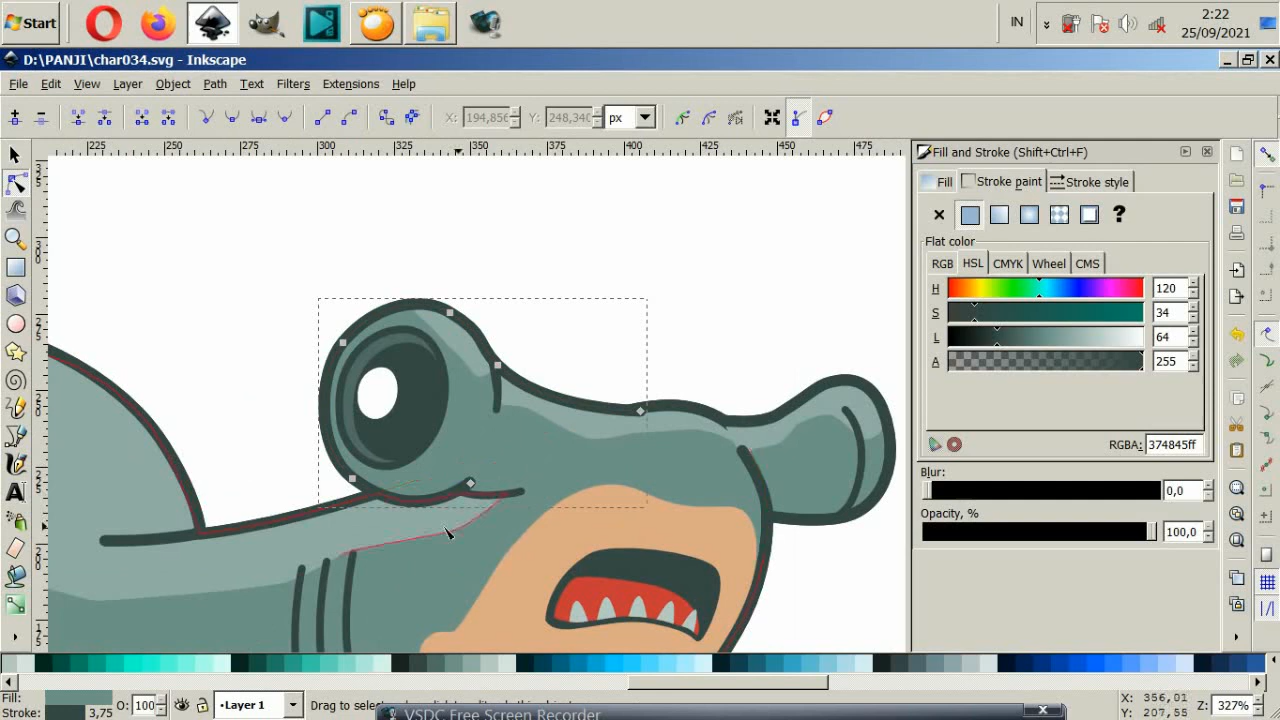 Start
IN
2:22
25/09/2021
D:\PANJI\char034.svg - Inkscape
File Edit View Layer Object Path Text Filters Extensions Help
X: 194,856 Y: 248,340 px
Fill and Stroke (Shift+Ctrl+F)
225 250 275 300 325 350 375 400 425 450 475
Fill Stroke paint Stroke style
?
Flat color
RGB HSL CMYK Wheel CMS
H 120
S 34
L 64
A 255
RGBA: 374845ff
Blur:
0,0
Opacity, %
100,0
A
Fill:
Stroke: 3,75
O: 100
•Layer 1
Drag to selec
X: 356,01
Y: 207,55
Z: 327%
VSDC Free Screen Recorder